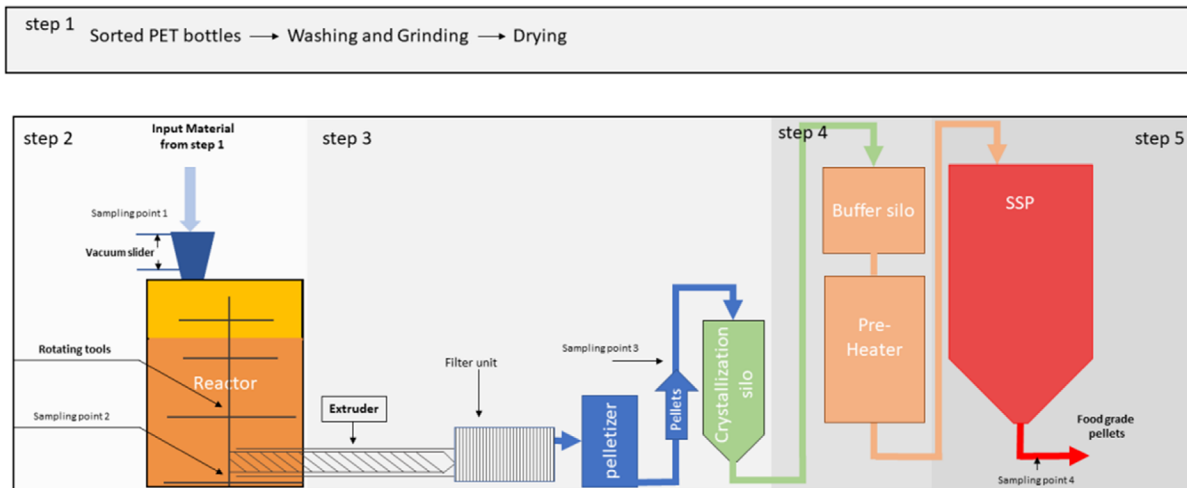 step 1
Sorted PET bottles → Washing and Grinding → Drying
step 2
Input Material
from step 1
Sampling point 1
Vacuum slider
Rotating tools
Reactor
Sampling point 2
step 3
Extruder
Filter unit
pelletizer
Sampling point 3
Pellets
Crystallization
silo
step 4
Buffer silo
Pre-
Heater
step 5
SSP
Food grade
pellets
Sampling point 4